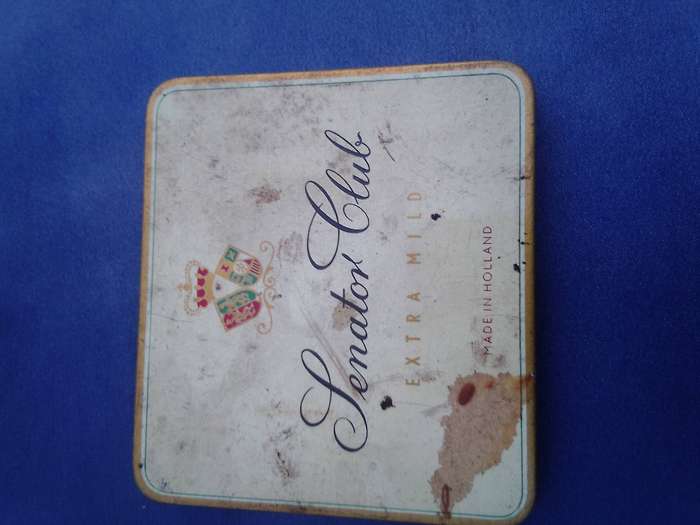 Senator Club
EXTRA MILD
MADE IN HOLLAND